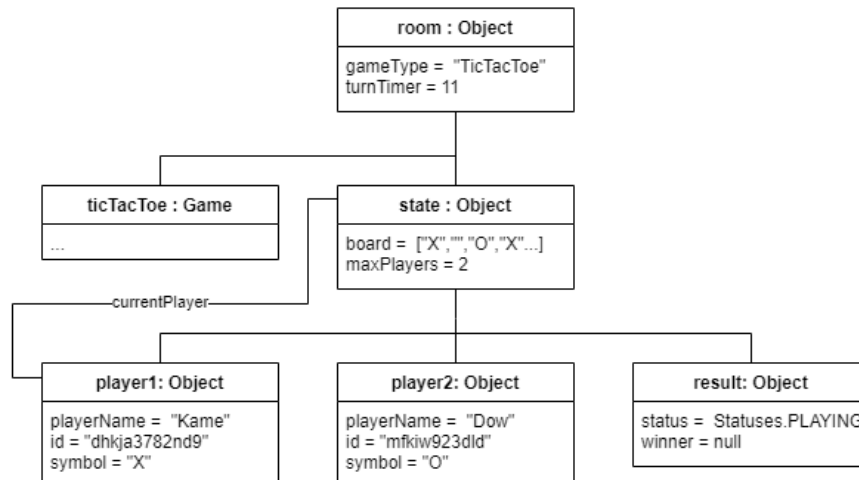 room : Object
gameType =  "TicTacToe"
turnTimer = 11
ticTacToe : Game
...
state : Object
board =  ["X","","O","X"...]
maxPlayers = 2
currentPlayer
player1: Object
playerName =  "Kame"
id = "dhkja3782nd9"
symbol = "X"
player2: Object
playerName =  "Dow"
id = "mfkiw923dld"
symbol = "O"
result: Object
status =  Statuses.PLAYING
winner = null